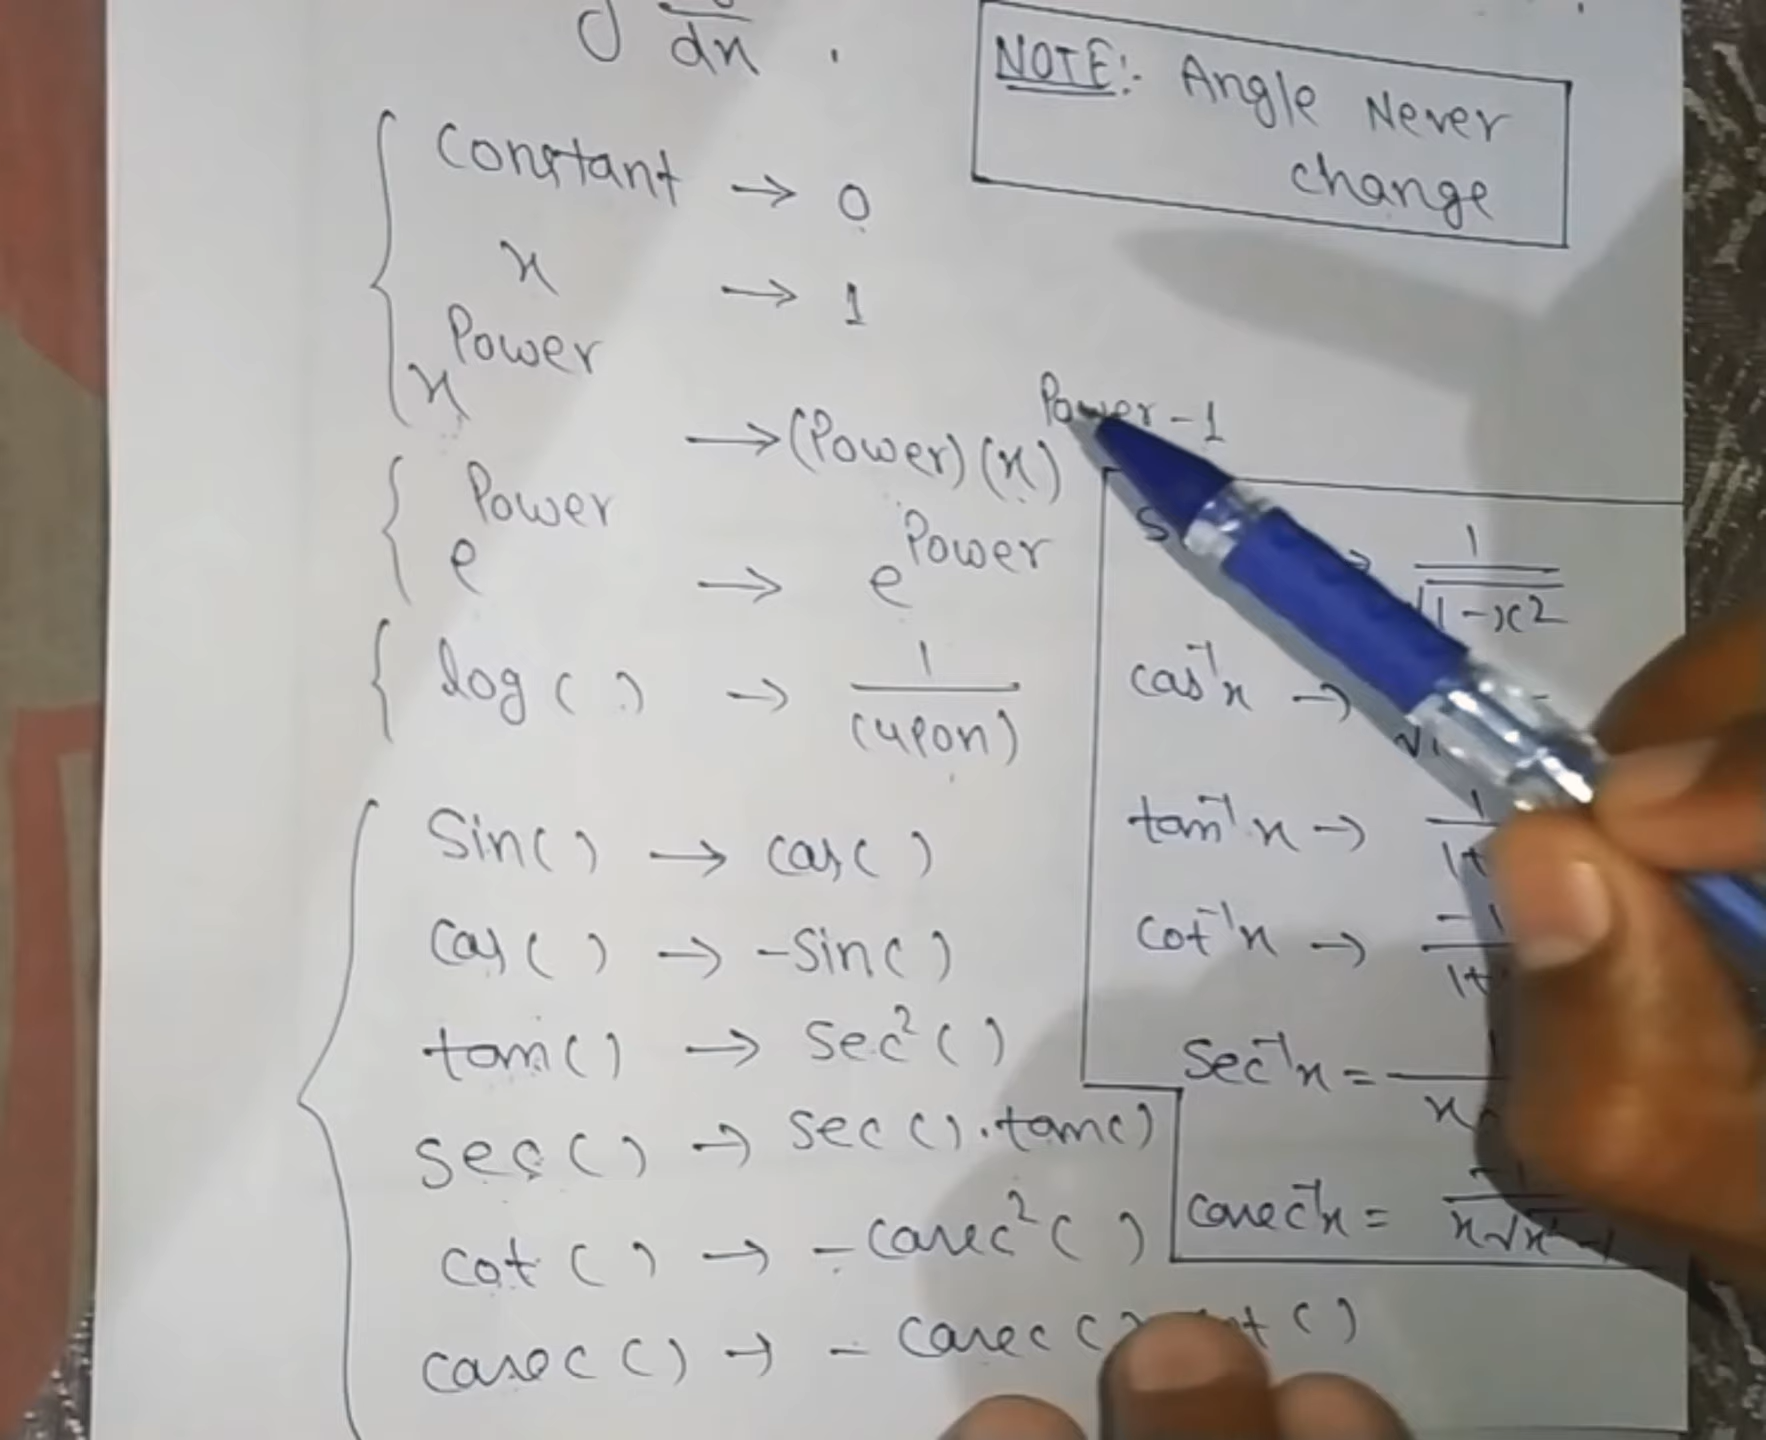 dx .
NOTE:- Angle Never
change
Constant → 0
x → 1
x^Power → (Power)(x)^Power-1
e^Power → e^Power
log( ) → 1/(upon)
Sin( ) → cos( )
cos( ) → -Sin( )
tan( ) → Sec²( )
sec( ) → sec( ).tan( )
cot( ) → -cosec²( )
cosec( ) → - cosec( )
1/√1-x²
cos⁻¹x →
tan⁻¹x →
cot⁻¹x →
Sec⁻¹x =
cosec⁻¹x =